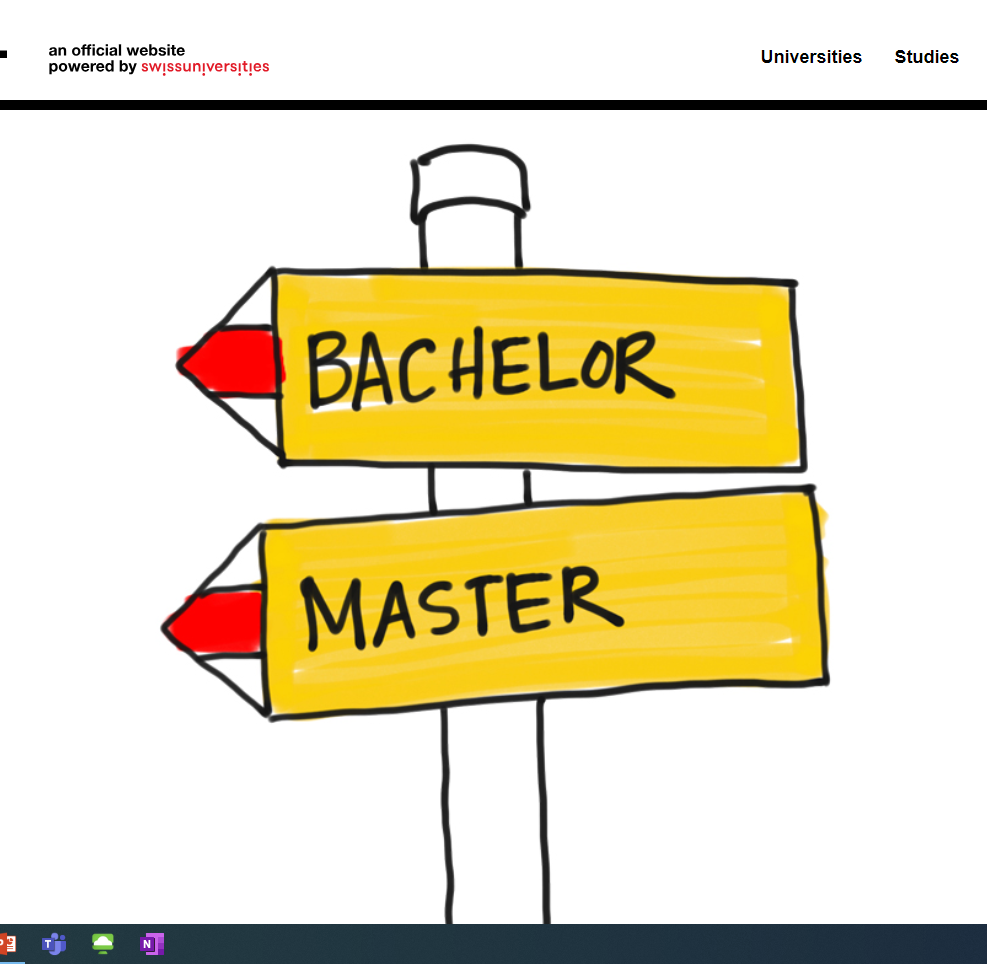 an official website
powered by swissuniversities
Universities Studies
BACHELOR
MASTER